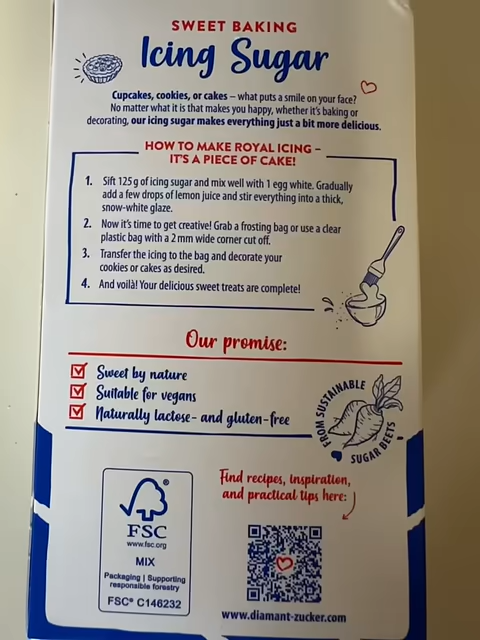 SWEET BAKING
Icing Sugar
Cupcakes, cookies, or cakes – what puts a smile on your face?
No matter what it is that makes you happy, whether it's baking or
decorating, our icing sugar makes everything just a bit more delicious.
HOW TO MAKE ROYAL ICING –
IT'S A PIECE OF CAKE!
1. Sift 125 g of icing sugar and mix well with 1 egg white. Gradually
add a few drops of lemon juice and stir everything into a thick,
snow-white glaze.
2. Now it's time to get creative! Grab a frosting bag or use a clear
plastic bag with a 2 mm wide corner cut off.
3. Transfer the icing to the bag and decorate your
cookies or cakes as desired.
4. And voilà! Your delicious sweet treats are complete!
Our promise:
Sweet by nature
Suitable for vegans
Naturally lactose- and gluten-free
FROM SUSTAINABLE
SUGAR BEETS
Find recipes, inspiration,
and practical tips here:
®
FSC
www.fsc.org
MIX
Packaging | Supporting
responsible forestry
FSC® C146232
www.diamant-zucker.com